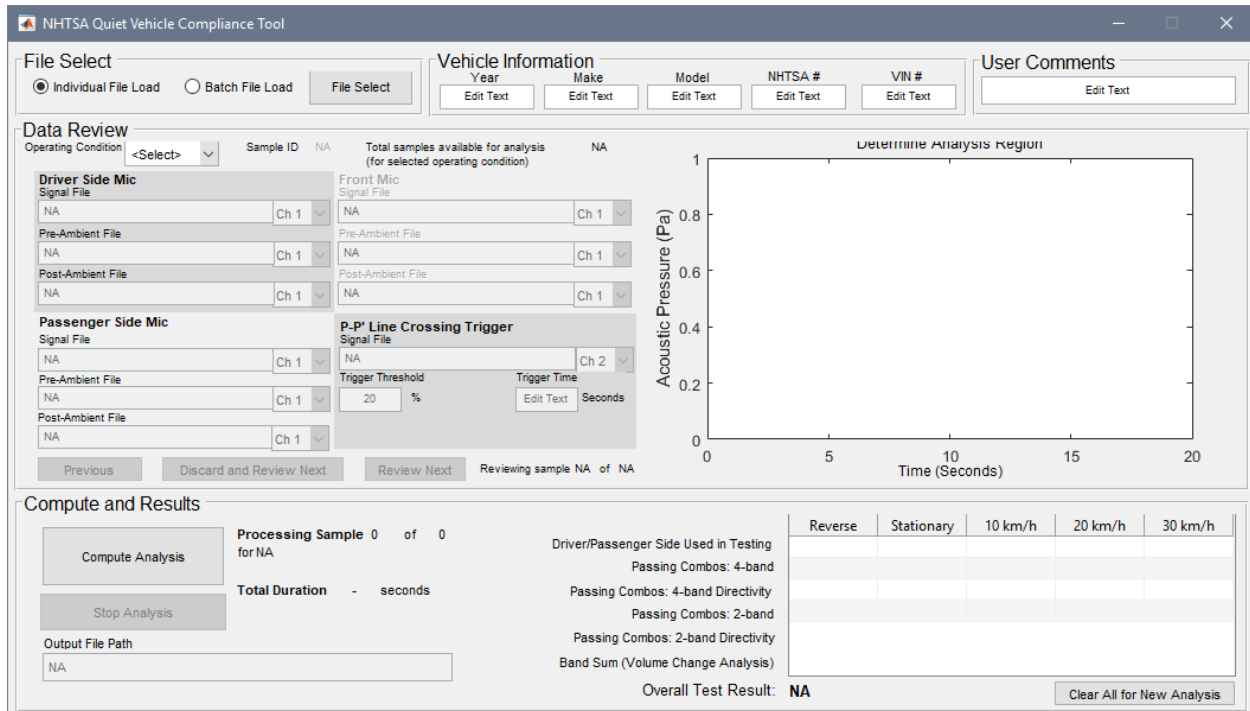 NHTSA Quiet Vehicle Compliance Tool
File Select
Individual File Load
Batch File Load
File Select
Vehicle Information
Year
Make
Model
NHTSA #
VIN #
Edit Text
Edit Text
Edit Text
Edit Text
Edit Text
User Comments
Edit Text
Data Review
Operating Condition
<Select>
Sample ID NA
Total samples available for analysis
(for selected operating condition)
NA
Driver Side Mic
Signal File
NA
Ch 1
Pre-Ambient File
NA
Ch 1
Post-Ambient File
NA
Ch 1
Front Mic
Signal File
NA
Ch 1
Pre-Ambient File
NA
Ch 1
Post-Ambient File
NA
Ch 1
Passenger Side Mic
Signal File
NA
Ch 1
Pre-Ambient File
NA
Ch 1
Post-Ambient File
NA
Ch 1
P-P' Line Crossing Trigger
Signal File
NA
Ch 2
Trigger Threshold
20 %
Trigger Time
Edit Text Seconds
Previous
Discard and Review Next
Review Next
Reviewing sample NA of NA
Determine Analysis Region
Acoustic Pressure (Pa)
1
0.8
0.6
0.4
0.2
0
0 5 10 15 20
Time (Seconds)
Compute and Results
Compute Analysis
Stop Analysis
Processing Sample 0 of 0
for NA
Total Duration - seconds
Output File Path
NA
Reverse Stationary 10 km/h 20 km/h 30 km/h
Driver/Passenger Side Used in Testing
Passing Combos: 4-band
Passing Combos: 4-band Directivity
Passing Combos: 2-band
Passing Combos: 2-band Directivity
Band Sum (Volume Change Analysis)
Overall Test Result: NA
Clear All for New Analysis